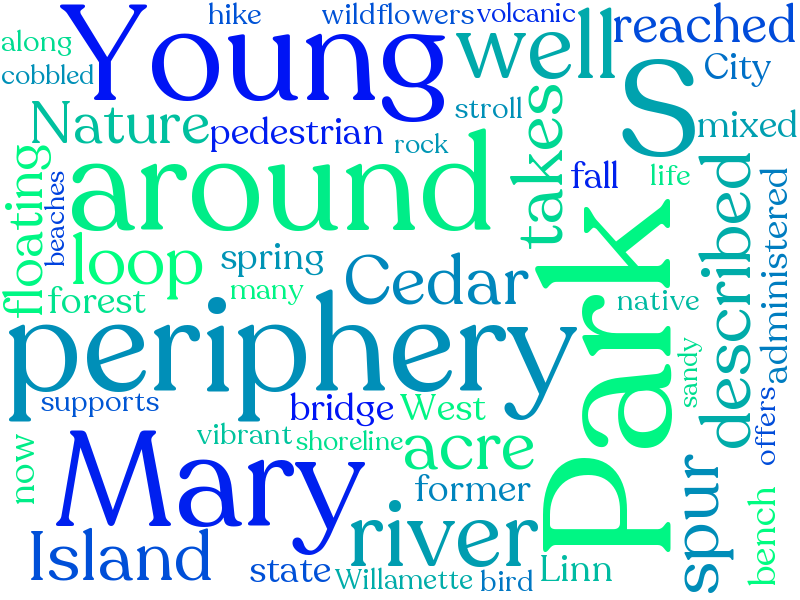 hike
wildflowers
volcanic
along
Young
well
reached
cobbled
City
S
Nature
pedestrian
stroll
takes
mixed
rock
floating
beaches
around
fall
life
described
administered
loop
spring
Cedar
Park
forest
many
native
periphery
sandy
supports
bridge
West
offers
now
Mary
vibrant
shoreline
acre
spur
former
bench
river
Island
state
Willamette
bird
Linn